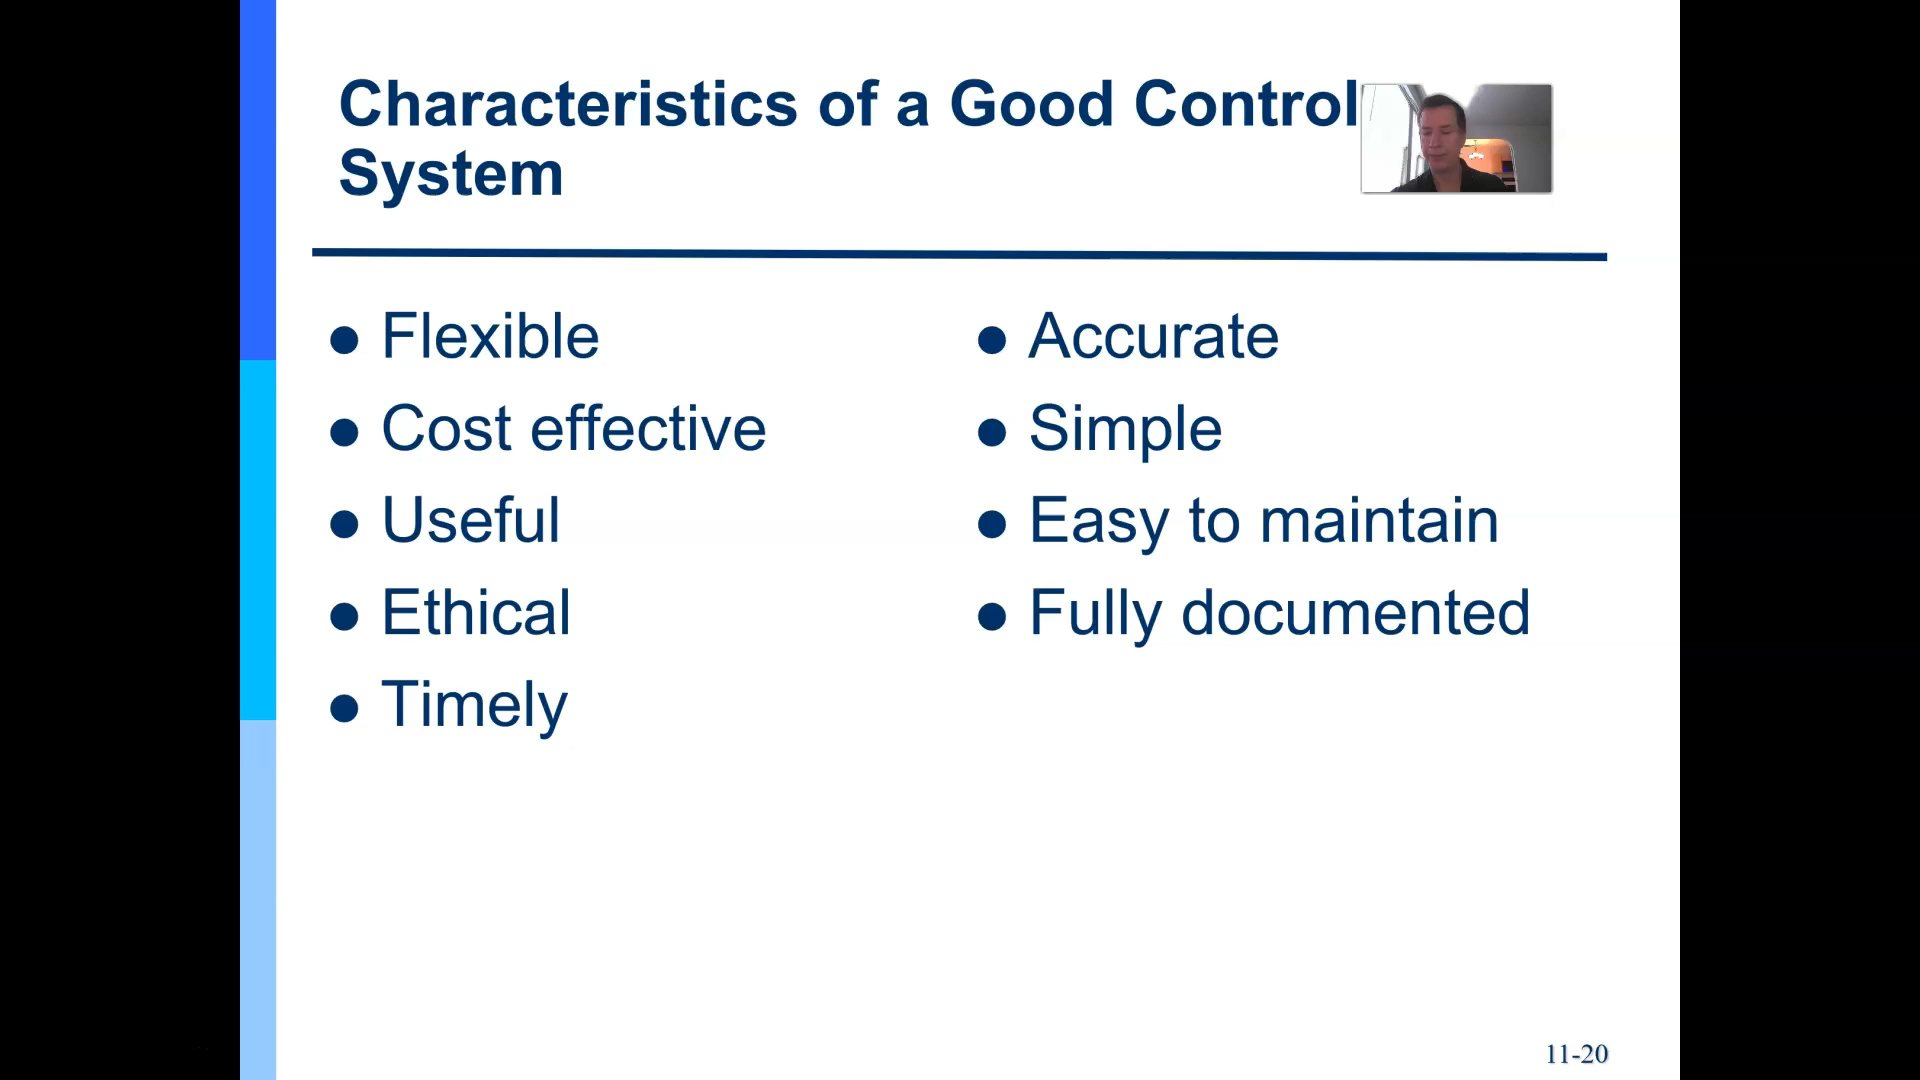 Characteristics of a Good Control
System
Flexible
Cost effective
Useful
Ethical
Timely
Accurate
Simple
Easy to maintain
Fully documented
11-20